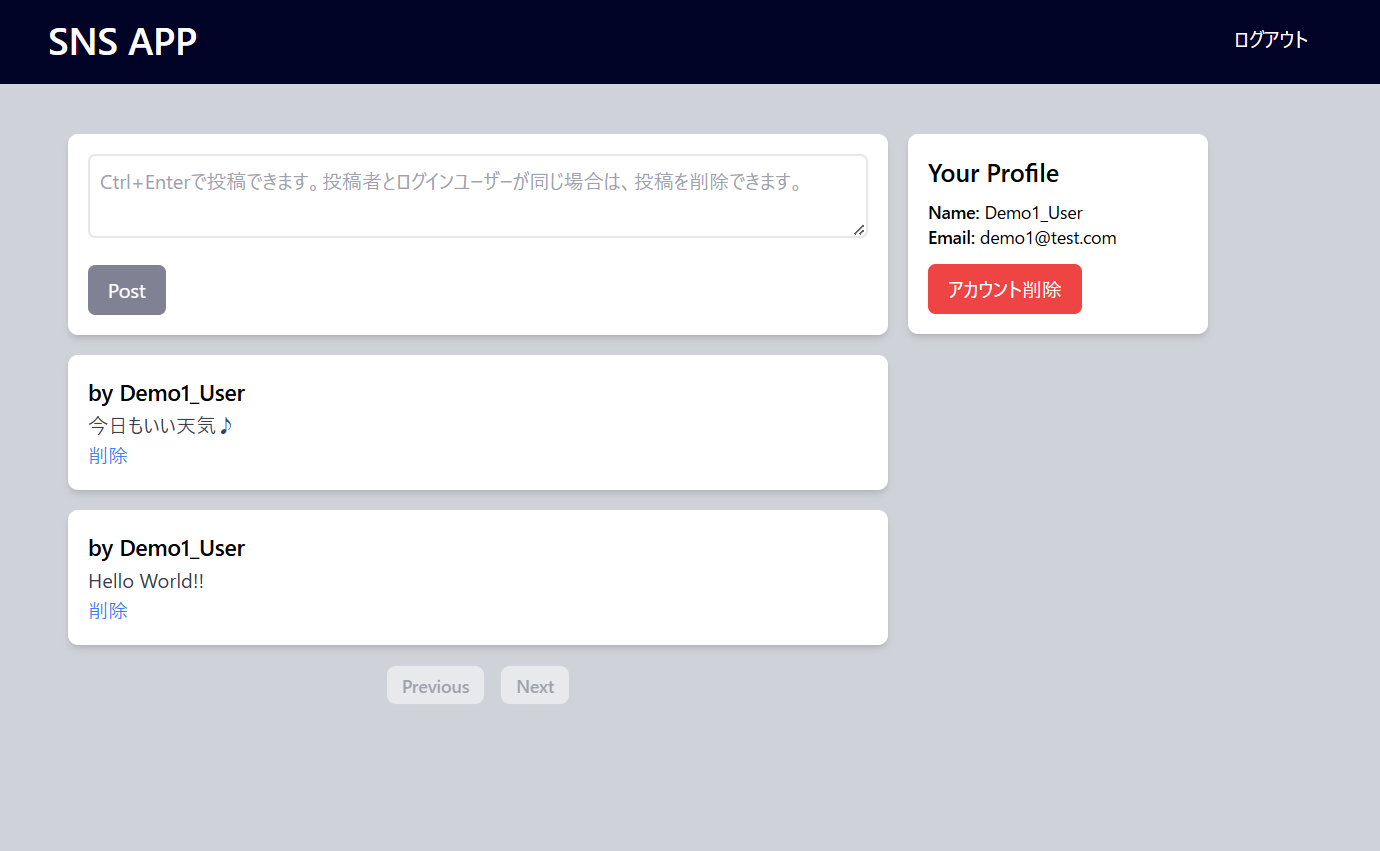 SNS APP
ログアウト
Ctrl+Enterで投稿できます。投稿者とログインユーザーが同じ場合は、投稿を削除できます。
Post
Your Profile
Name: Demo1_User
Email: demo1@test.com
アカウント削除
by Demo1_User
今日もいい天気♪
削除
by Demo1_User
Hello World!!
削除
Previous
Next